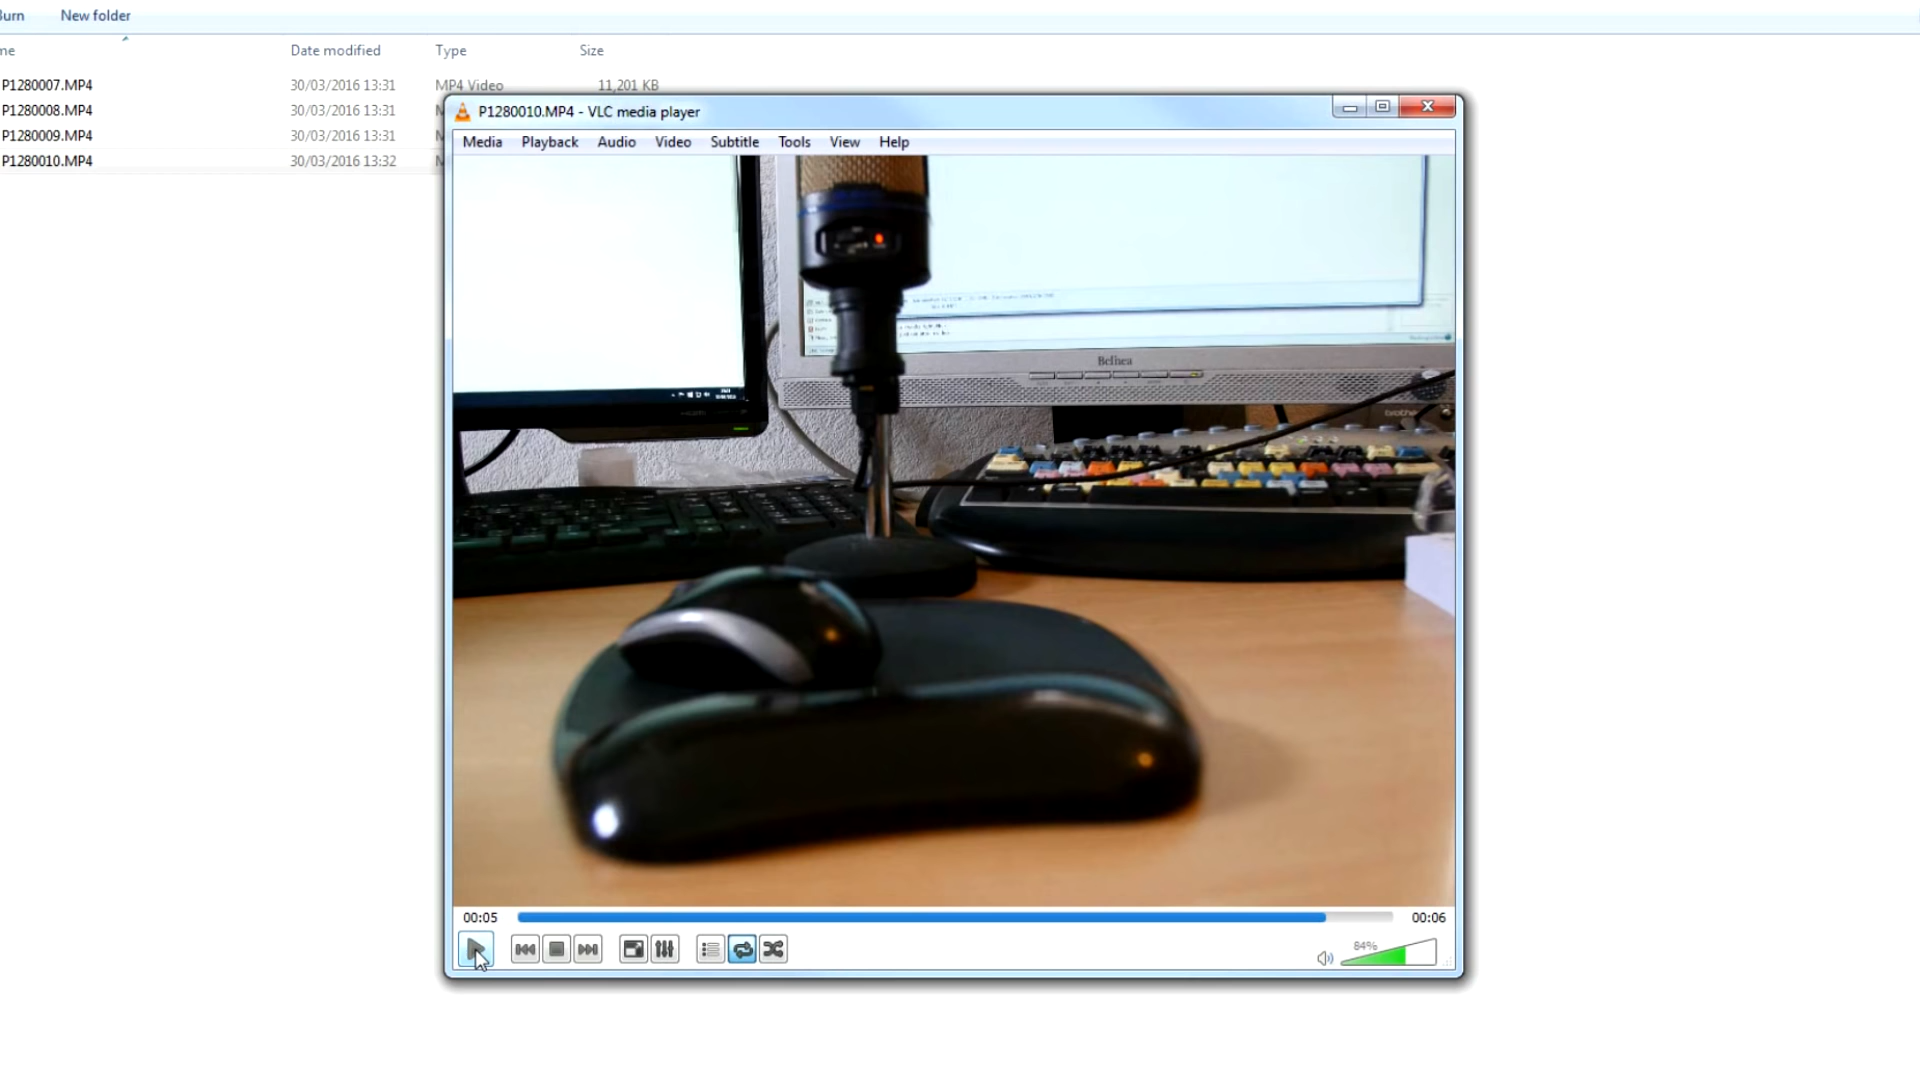 Burn New folder
me Date modified Type Size
P1280007.MP4 30/03/2016 13:31 MP4 Video 11,201 KB
P1280008.MP4 30/03/2016 13:31 M
P1280009.MP4 30/03/2016 13:31 M
P1280010.MP4 30/03/2016 13:32 M
P1280010.MP4 - VLC media player
Media Playback Audio Video Subtitle Tools View Help
Belinea
brother
00:05 00:06
84%